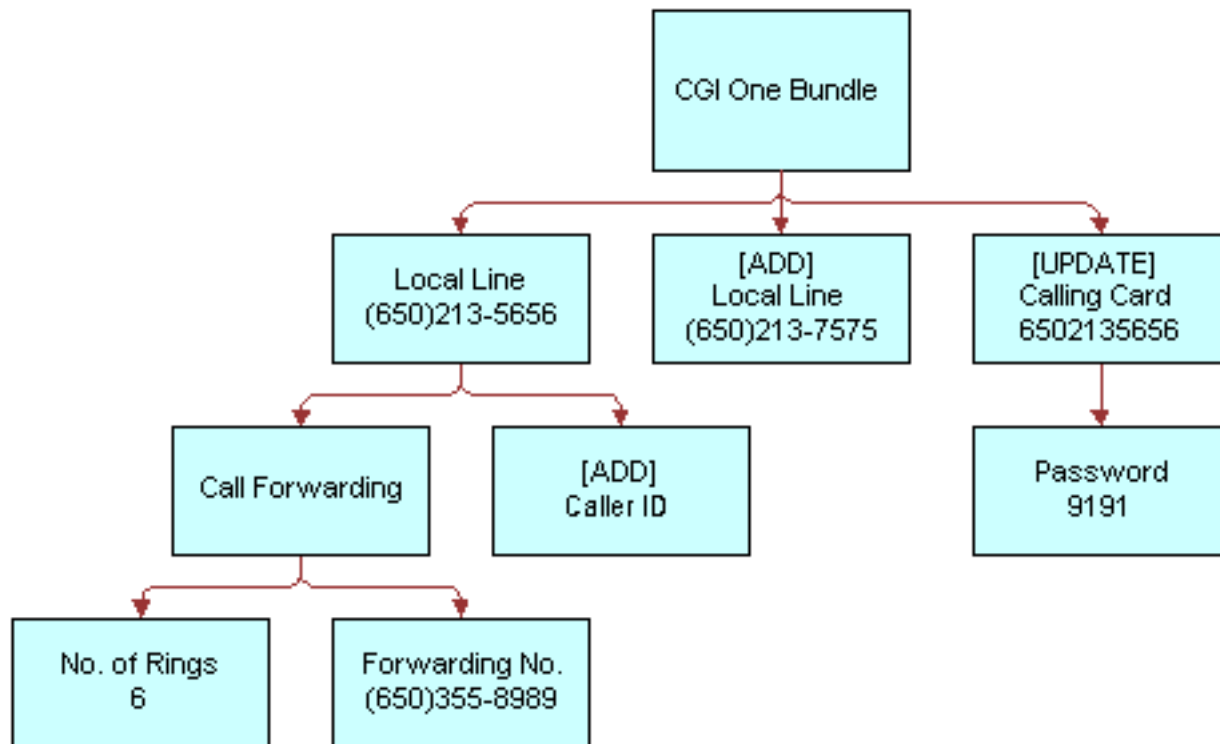 CGI One Bundle
Local Line
(650)213-5656
[ADD]
Local Line
(650)213-7575
[UPDATE]
Calling Card
6502135656
Call Forwarding
[ADD]
Caller ID
Password
9191
No. of Rings
6
Forwarding No.
(650)355-8989